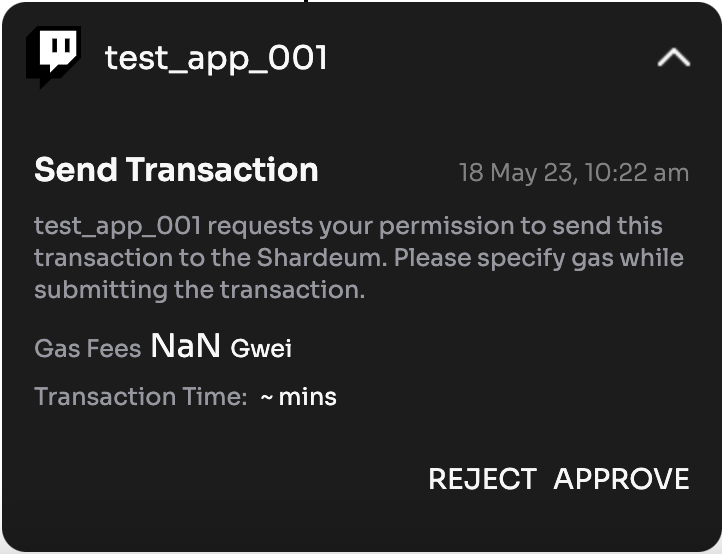 test_app_001
Send Transaction 18 May 23, 10:22 am
test_app_001 requests your permission to send this
transaction to the Shardeum. Please specify gas while
submitting the transaction.
Gas Fees NaN Gwei
Transaction Time: ~ mins
REJECT APPROVE